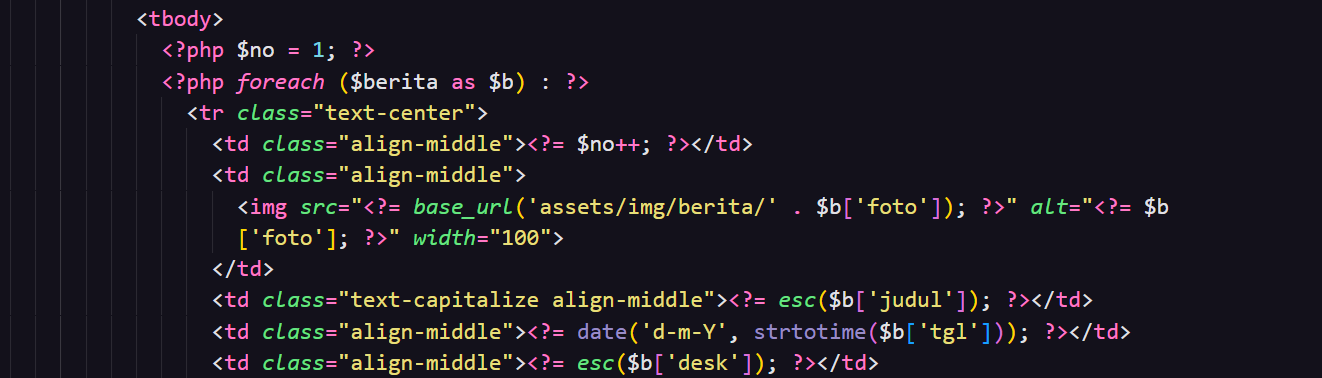 <tbody>
<?php $no = 1; ?>
<?php foreach ($berita as $b) : ?>
<tr class="text-center">
<td class="align-middle"><?= $no++; ?></td>
<td class="align-middle">
<img src="<?= base_url('assets/img/berita/' . $b['foto']); ?>" alt="<?= $b
['foto']; ?>" width="100">
</td>
<td class="text-capitalize align-middle"><?= esc($b['judul']); ?></td>
<td class="align-middle"><?= date('d-m-Y', strtotime($b['tgl'])); ?></td>
<td class="align-middle"><?= esc($b['desk']); ?></td>